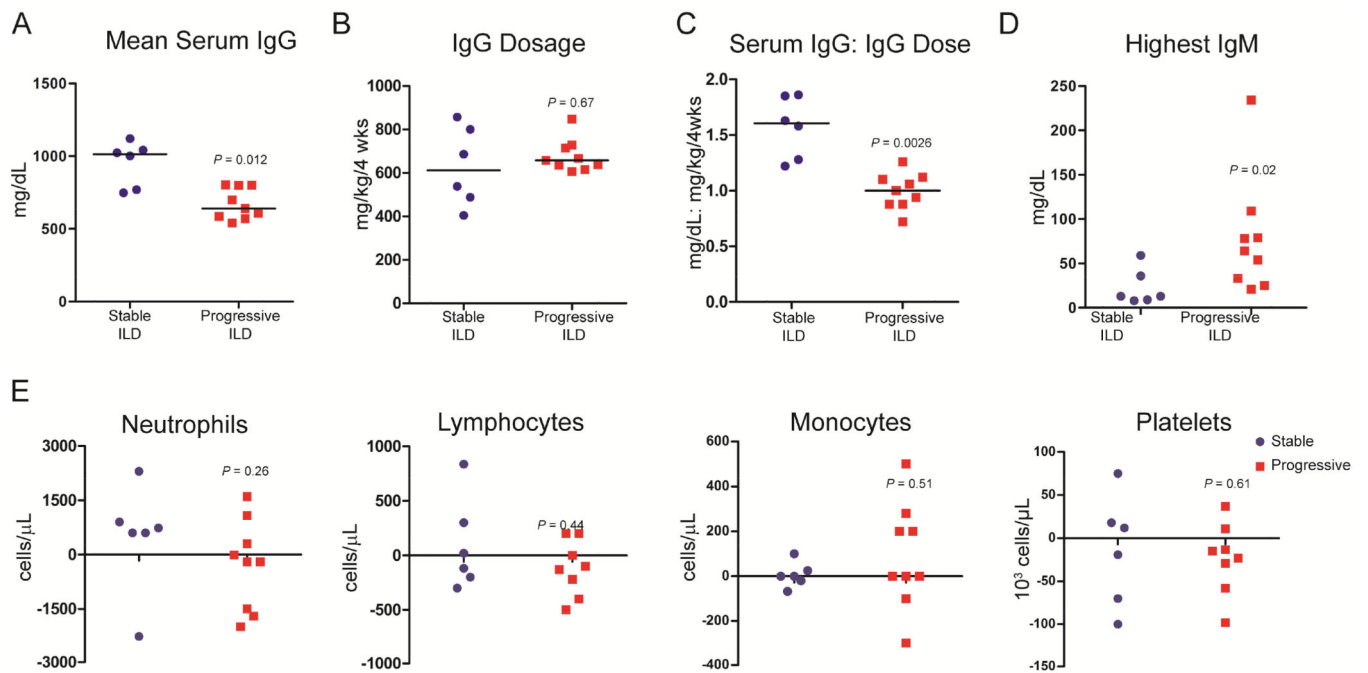 A
Mean Serum IgG
mg/dL
1500
1000
500
0
P = 0.012
Stable
ILD
Progressive
ILD
B
IgG Dosage
mg/kg/4 wks
1000
800
600
400
200
0
P = 0.67
Stable
ILD
Progressive
ILD
C
Serum IgG: IgG Dose
mg/dL: mg/kg/4wks
2.0
1.5
1.0
0.5
0.0
P = 0.0026
Stable
ILD
Progressive
ILD
D
Highest IgM
mg/dL
250
200
150
100
50
0
P = 0.02
Stable
ILD
Progressive
ILD
E
Neutrophils
cells/μL
3000
1500
0
-1500
-3000
P = 0.26
Lymphocytes
cells/μL
1000
500
0
-500
-1000
P = 0.44
Monocytes
cells/μL
600
400
200
0
-200
-400
P = 0.51
Platelets
10³ cells/μL
100
50
0
-50
-100
-150
P = 0.61
Stable
Progressive